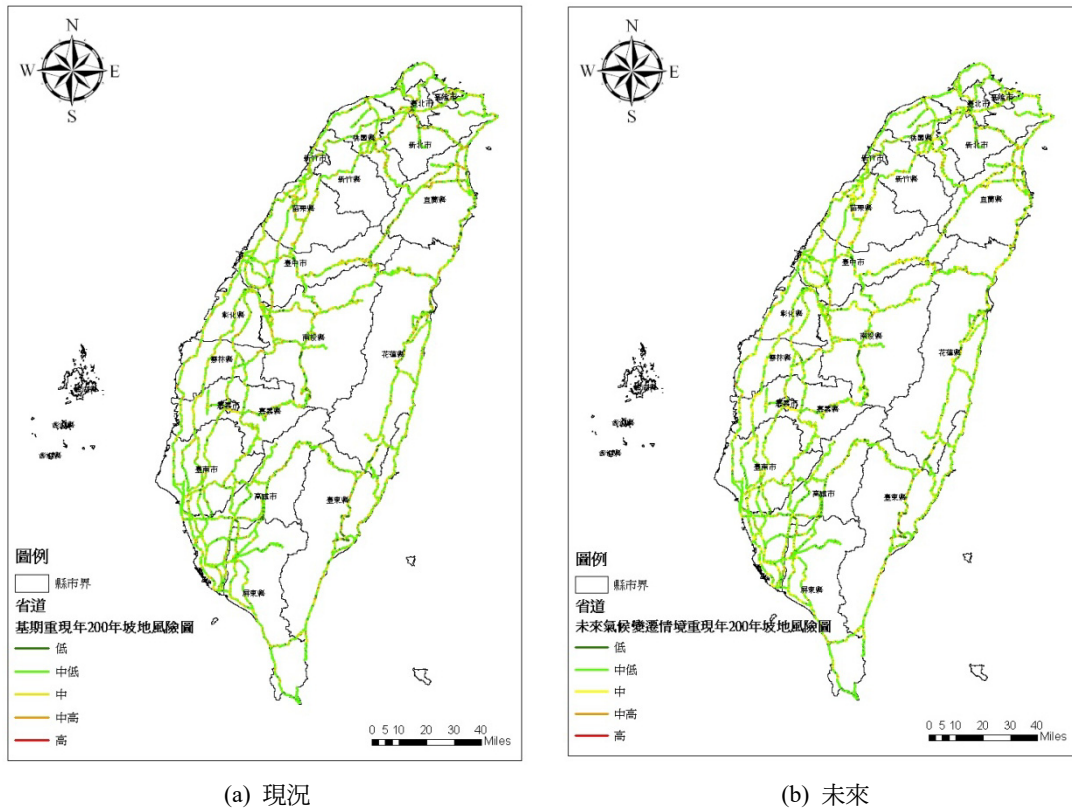 N
W
E
S
基隆市
臺北市
桃園縣
新北市
新竹市
新竹縣
宜蘭縣
苗栗縣
臺中市
彰化縣
南投縣
花蓮縣
雲林縣
嘉義市
嘉義縣
臺南市
高雄市
臺東縣
屏東縣
圖例
縣市界
省道
基期重現年200年坡地風險圖
低
中低
中
中高
高
0 5 10 20 30 40
Miles
(a) 現況
N
W
E
S
基隆市
臺北市
桃園縣
新北市
新竹市
新竹縣
宜蘭縣
苗栗縣
臺中市
彰化縣
南投縣
花蓮縣
雲林縣
嘉義市
嘉義縣
臺南市
高雄市
臺東縣
屏東縣
圖例
縣市界
省道
未來氣候變遷情境重現年200年坡地風險圖
低
中低
中
中高
高
0 5 10 20 30 40
Miles
(b) 未來